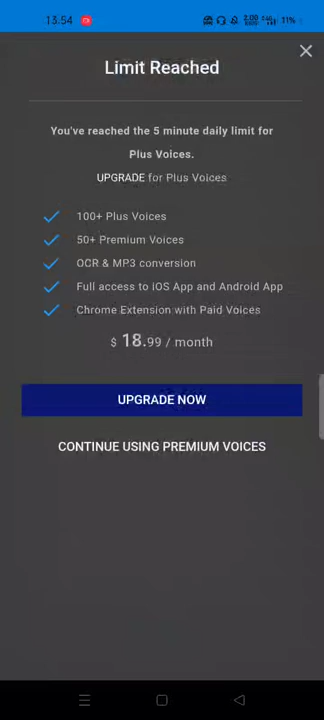 13.54
11%
Limit Reached
You've reached the 5 minute daily limit for
Plus Voices.
UPGRADE for Plus Voices
100+ Plus Voices
50+ Premium Voices
OCR & MP3 conversion
Full access to iOS App and Android App
Chrome Extension with Paid Voices
$ 18.99 / month
UPGRADE NOW
CONTINUE USING PREMIUM VOICES